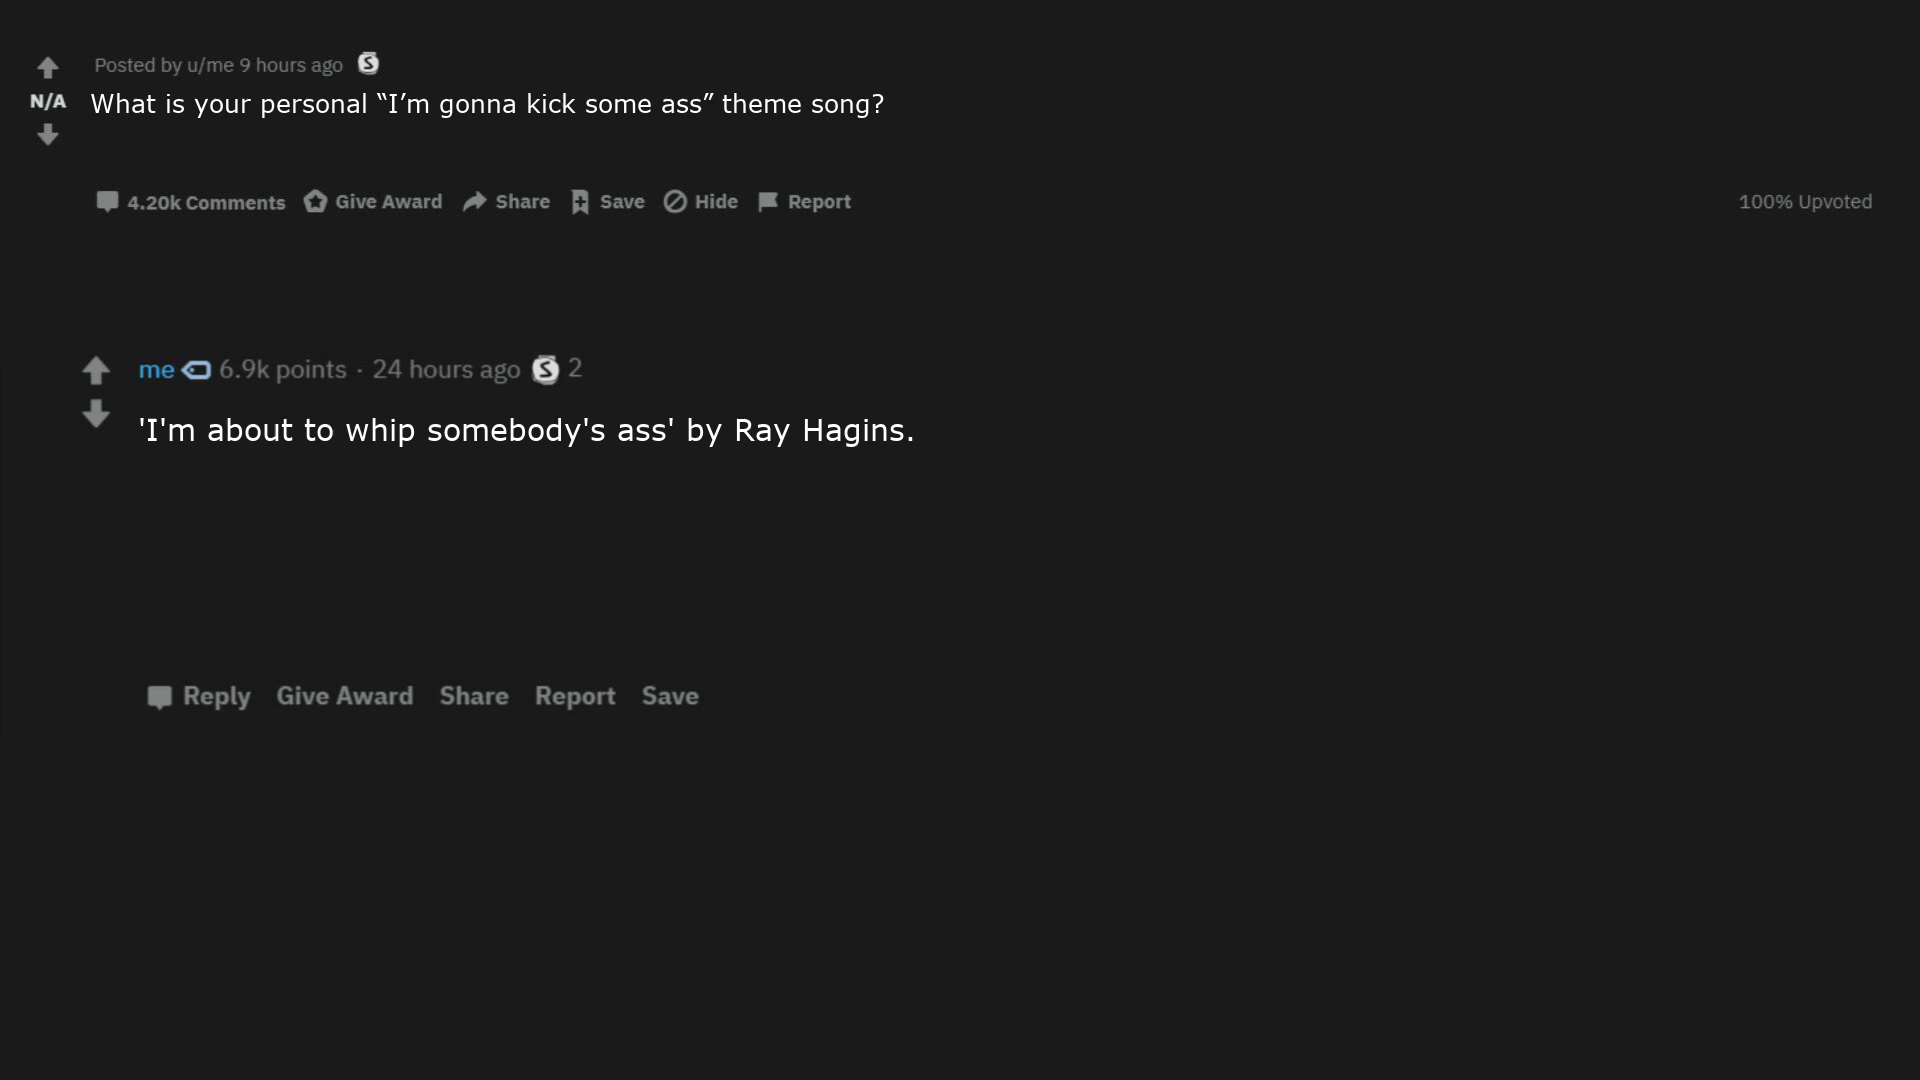 Posted by u/me 9 hours ago
N/A
What is your personal “I’m gonna kick some ass” theme song?
4.20k Comments Give Award Share Save Hide Report 100% Upvoted
me 6.9k points · 24 hours ago S 2
'I'm about to whip somebody's ass' by Ray Hagins.
Reply Give Award Share Report Save